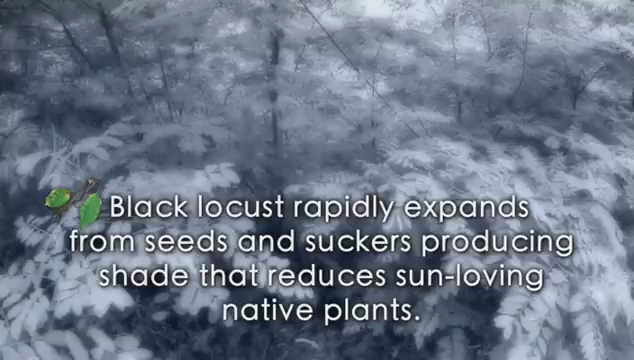 Black locust rapidly expands
from seeds and suckers producing
shade that reduces sun-loving
native plants.